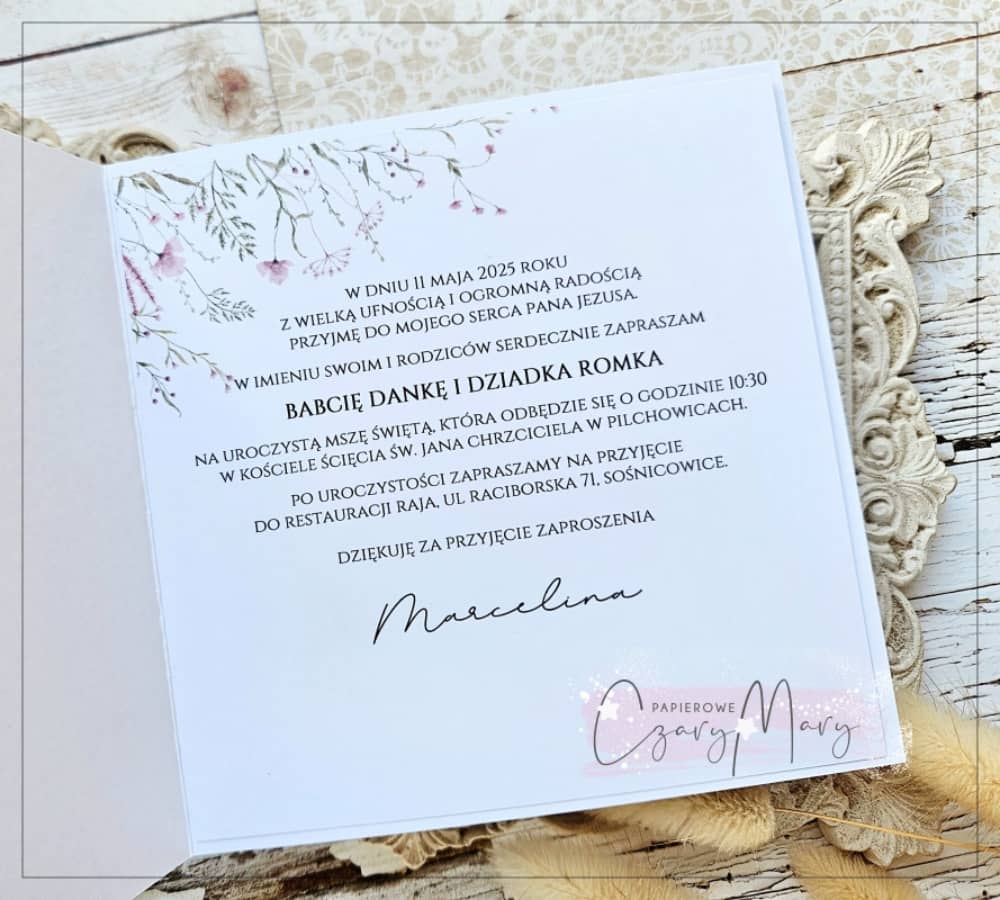 W DNIU 11 MAJA 2025 ROKU
Z WIELKĄ UFNOŚCIĄ I OGROMNĄ RADOŚCIĄ
PRZYJMĘ DO MOJEGO SERCA PANA JEZUSA.
W IMIENIU SWOIM I RODZICÓW SERDECZNIE ZAPRASZAM
BABCIĘ DANKĘ I DZIADKA ROMKA
NA UROCZYSTĄ MSZĘ ŚWIĘTĄ, KTÓRA ODBĘDZIE SIĘ O GODZINIE 10:30
W KOŚCIELE ŚCIĘCIA ŚW. JANA CHRZCICIELA W PILCHOWICACH.
PO UROCZYSTOŚCI ZAPRASZAMY NA PRZYJĘCIE
DO RESTAURACJI RAJA, UL RACIBORSKA 71, SOŚNICOWICE.
DZIĘKUJĘ ZA PRZYJĘCIE ZAPROSZENIA
Marcelina
PAPIEROWE
Czary Mary